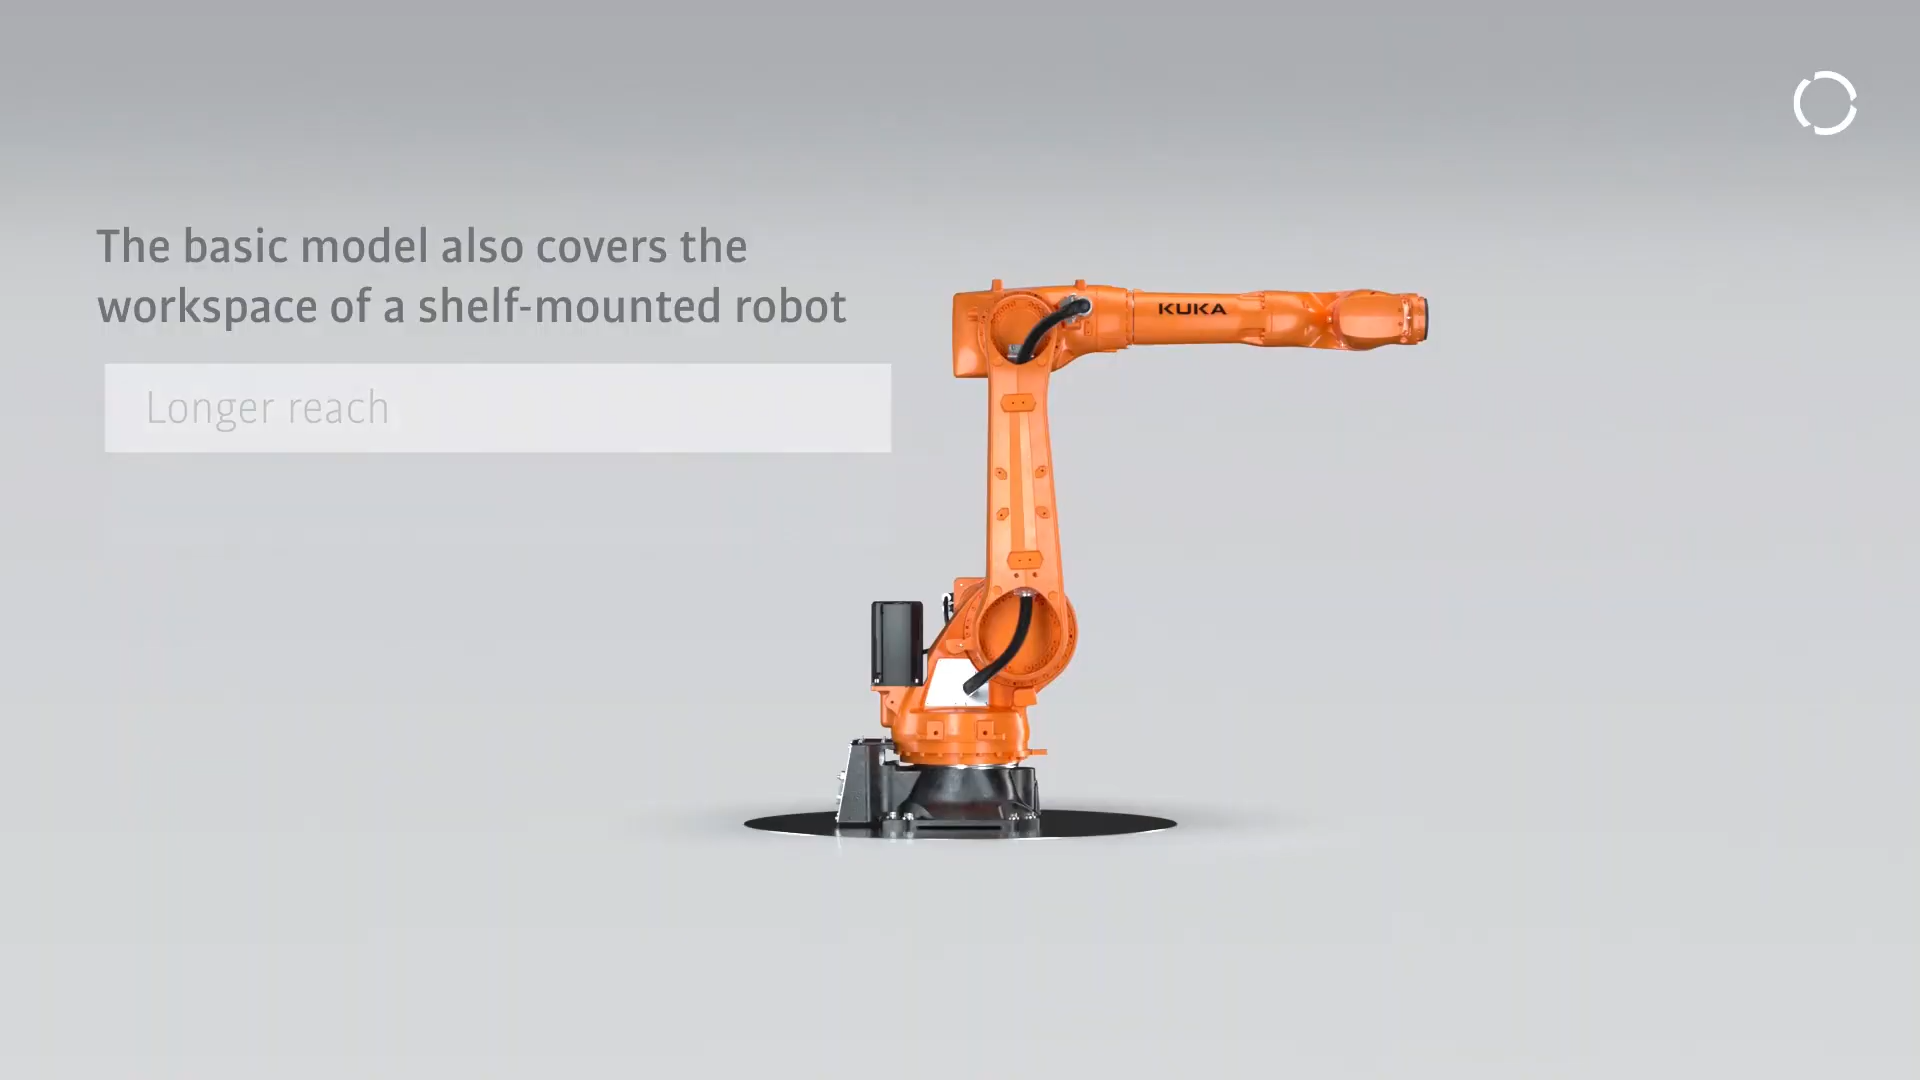 The basic model also covers the
workspace of a shelf-mounted robot
Longer reach
KUKA